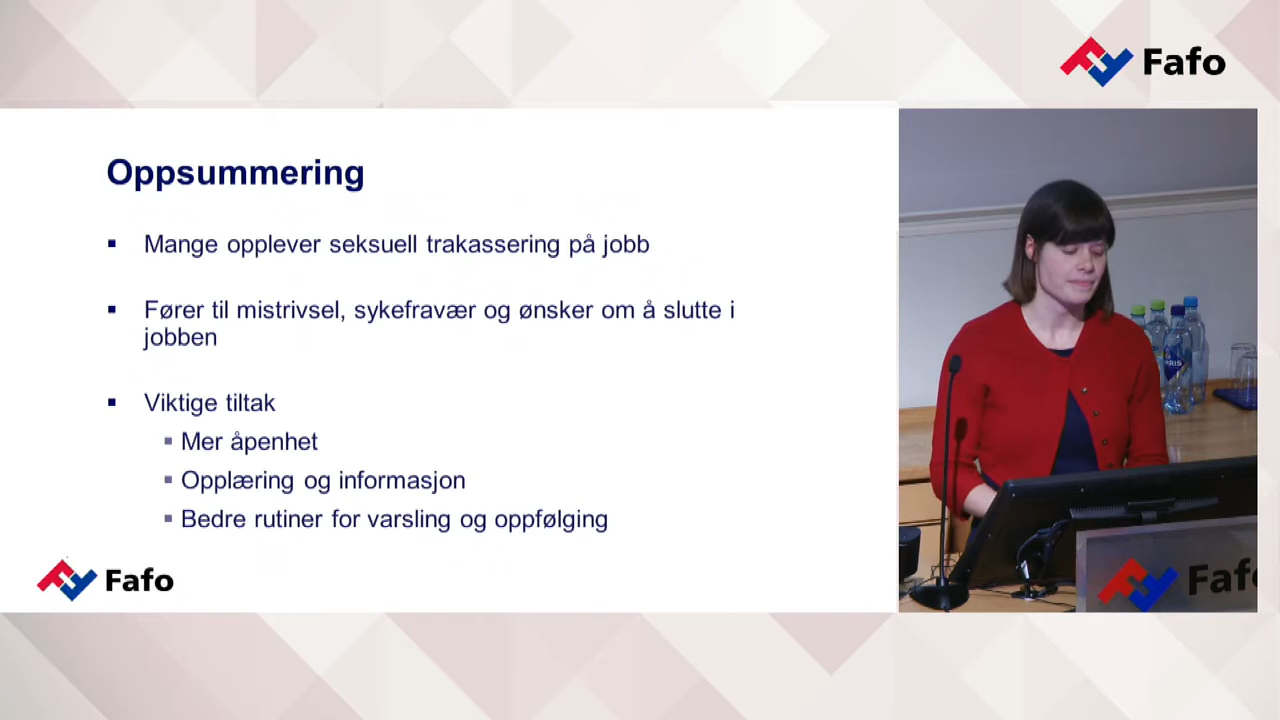 Fafo
Oppsummering
▪ Mange opplever seksuell trakassering på jobb
▪ Fører til mistrivsel, sykefravær og ønsker om å slutte i
jobben
▪ Viktige tiltak
▪ Mer åpenhet
▪ Opplæring og informasjon
▪ Bedre rutiner for varsling og oppfølging
Fafo
RIS
Fafo